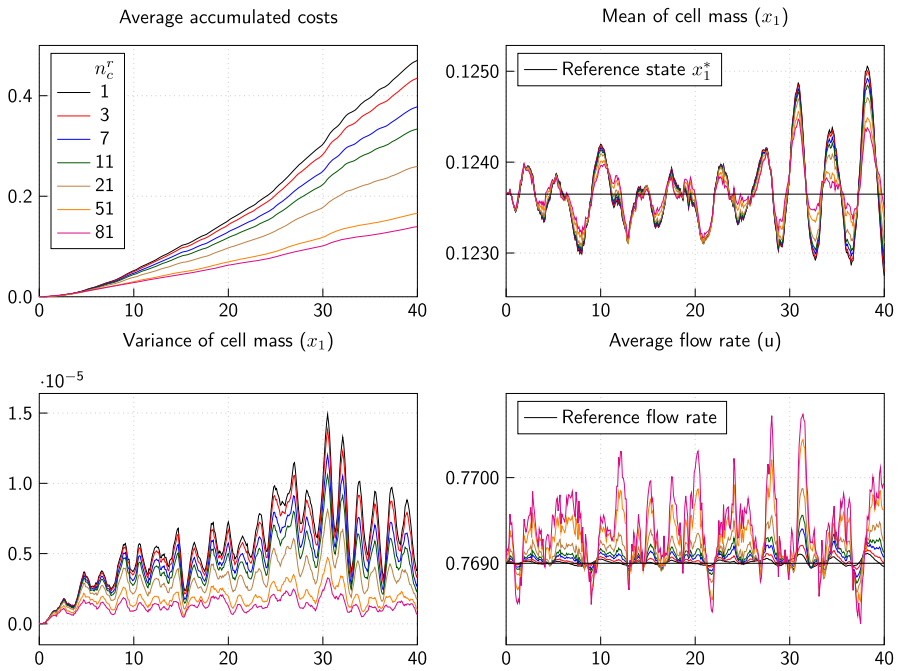 Average accumulated costs
0.4
0.2
0.0
n_c^r
1
3
7
11
21
51
81
0 10 20 30 40
Mean of cell mass (x₁)
Reference state x₁*
0.1250
0.1240
0.1230
0 10 20 30 40
Variance of cell mass (x₁)
·10⁻⁵
1.5
1.0
0.5
0.0
0 10 20 30 40
Average flow rate (u)
Reference flow rate
0.7700
0.7690
0 10 20 30 40